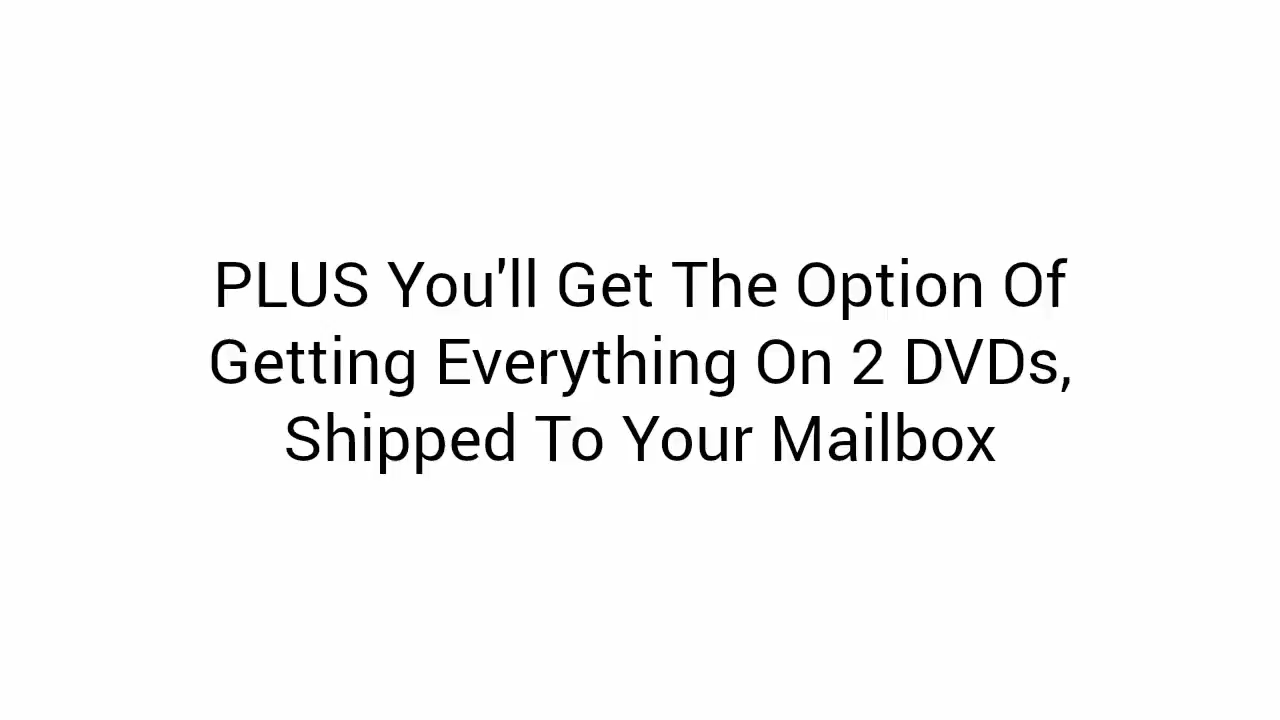 PLUS You'll Get The Option Of
Getting Everything On 2 DVDs,
Shipped To Your Mailbox